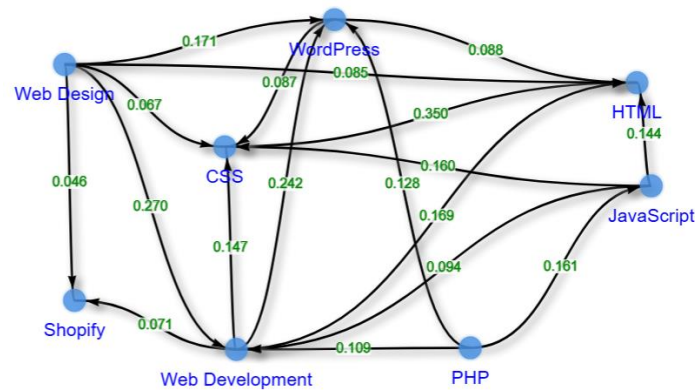 0.171
WordPress
0.088
Web Design
0.085
0.087
0.067
HTML
0.350
0.144
CSS
0.160
0.046
0.242
0.128
0.270
0.169
JavaScript
0.147
0.094
0.161
Shopify
0.071
0.109
Web Development
PHP